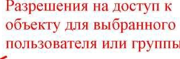 Разрешения на доступ к
объекту для выбранного
пользователя или группы